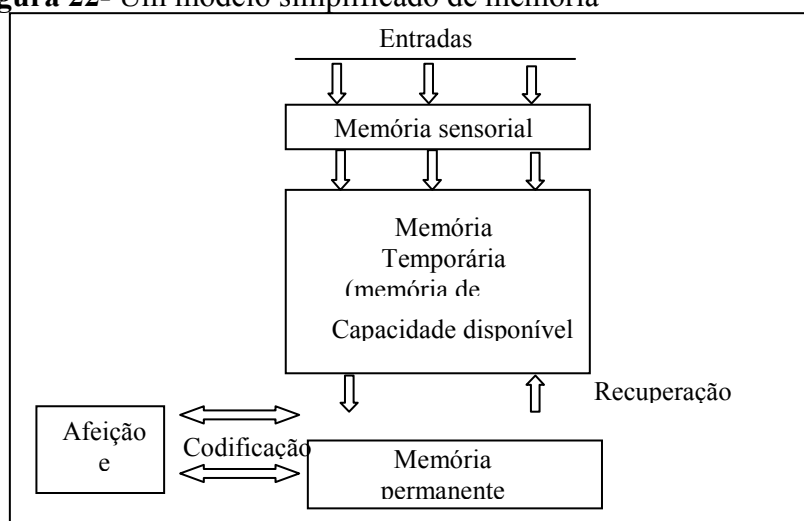 gura 22- Um modelo simplificado de memória
Entradas
Memória sensorial
Memória
Temporária
(memória de
Capacidade disponível
Recuperação
Afeição
e
Codificação
Memória
permanente